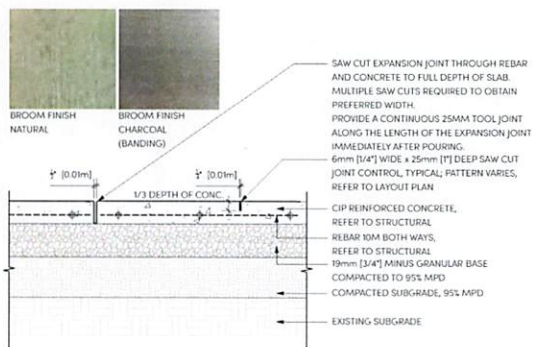 BROOM FINISH
NATURAL
BROOM FINISH
CHARCOAL
(BANDING)
SAW CUT EXPANSION JOINT THROUGH REBAR
AND CONCRETE TO FULL DEPTH OF SLAB.
MULTIPLE SAW CUTS REQUIRED TO OBTAIN
PREFERRED WIDTH.
PROVIDE A CONTINUOUS 25MM TOOL JOINT
ALONG THE LENGTH OF THE EXPANSION JOINT
IMMEDIATELY AFTER POURING.
6mm [1/4"] WIDE x 25mm [1"] DEEP SAW CUT
JOINT CONTROL, TYPICAL; PATTERN VARIES,
REFER TO LAYOUT PLAN
[0.01m]
[0.01m]
1/3 DEPTH OF CONC.
CIP REINFORCED CONCRETE,
REFER TO STRUCTURAL
REBAR 10M BOTH WAYS,
REFER TO STRUCTURAL
19mm [3/4"] MINUS GRANULAR BASE
COMPACTED TO 95% MPD
COMPACTED SUBGRADE, 95% MPD
EXISTING SUBGRADE